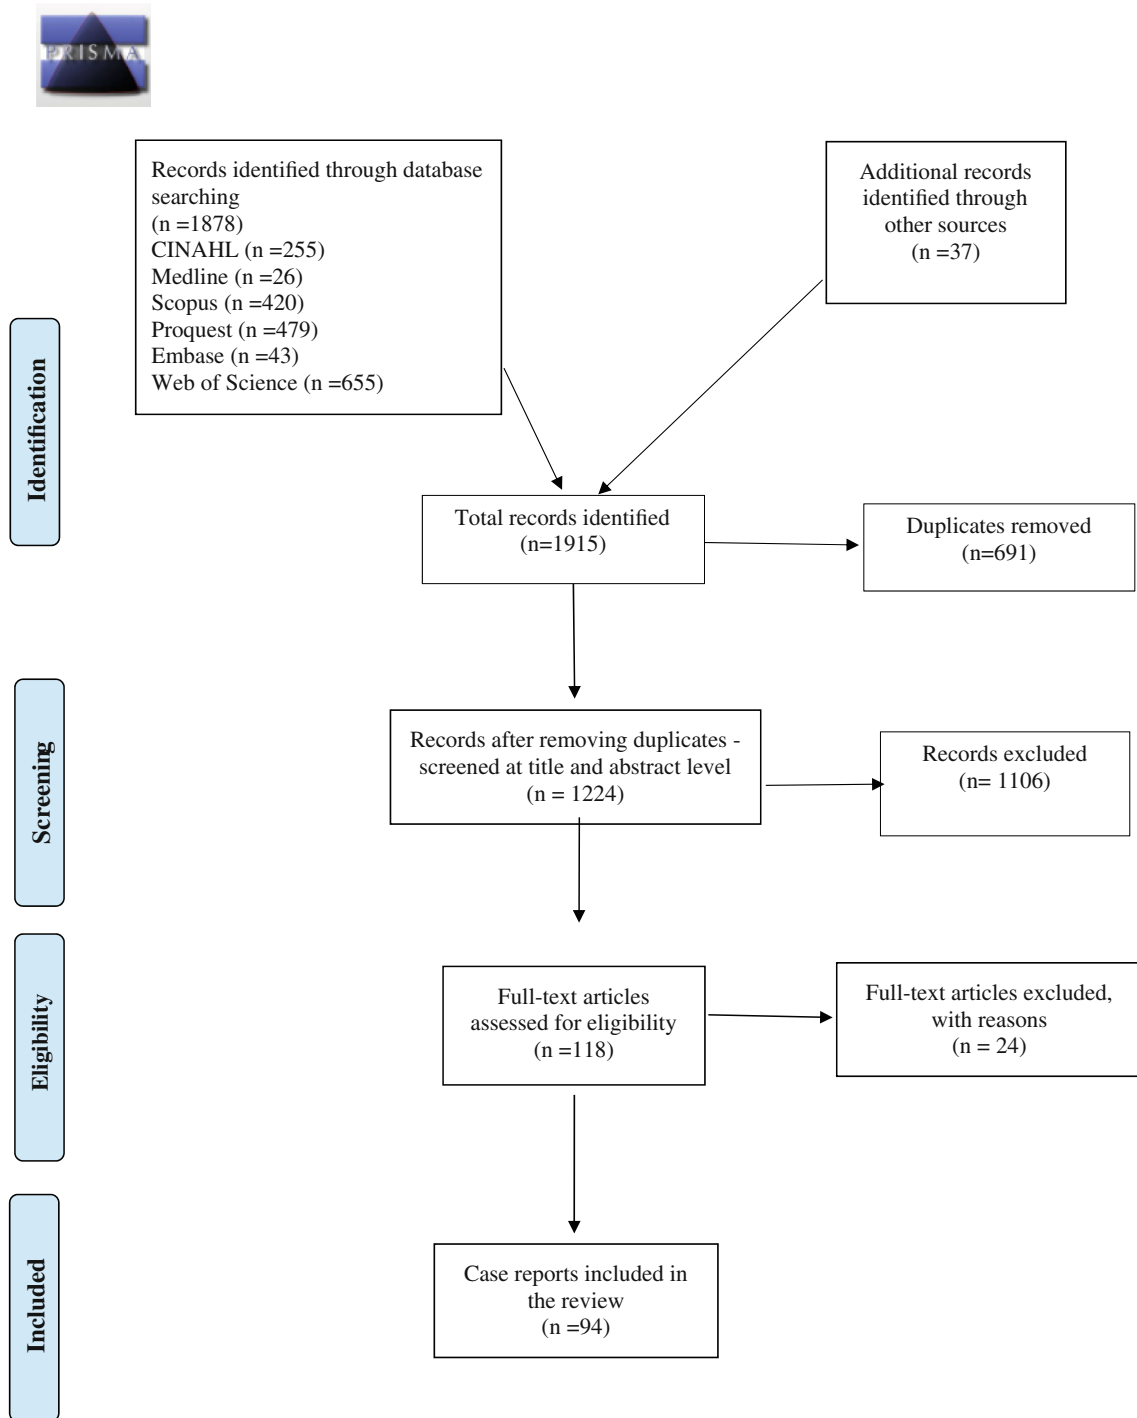 PRISMA
Records identified through database
searching
(n =1878)
CINAHL (n =255)
Medline (n =26)
Scopus (n =420)
Proquest (n =479)
Embase (n =43)
Web of Science (n =655)
Additional records
identified through
other sources
(n =37)
Identification
Total records identified
(n=1915)
Duplicates removed
(n=691)
Screening
Records after removing duplicates -
screened at title and abstract level
(n = 1224)
Records excluded
(n= 1106)
Eligibility
Full-text articles
assessed for eligibility
(n =118)
Full-text articles excluded,
with reasons
(n = 24)
Included
Case reports included in
the review
(n =94)